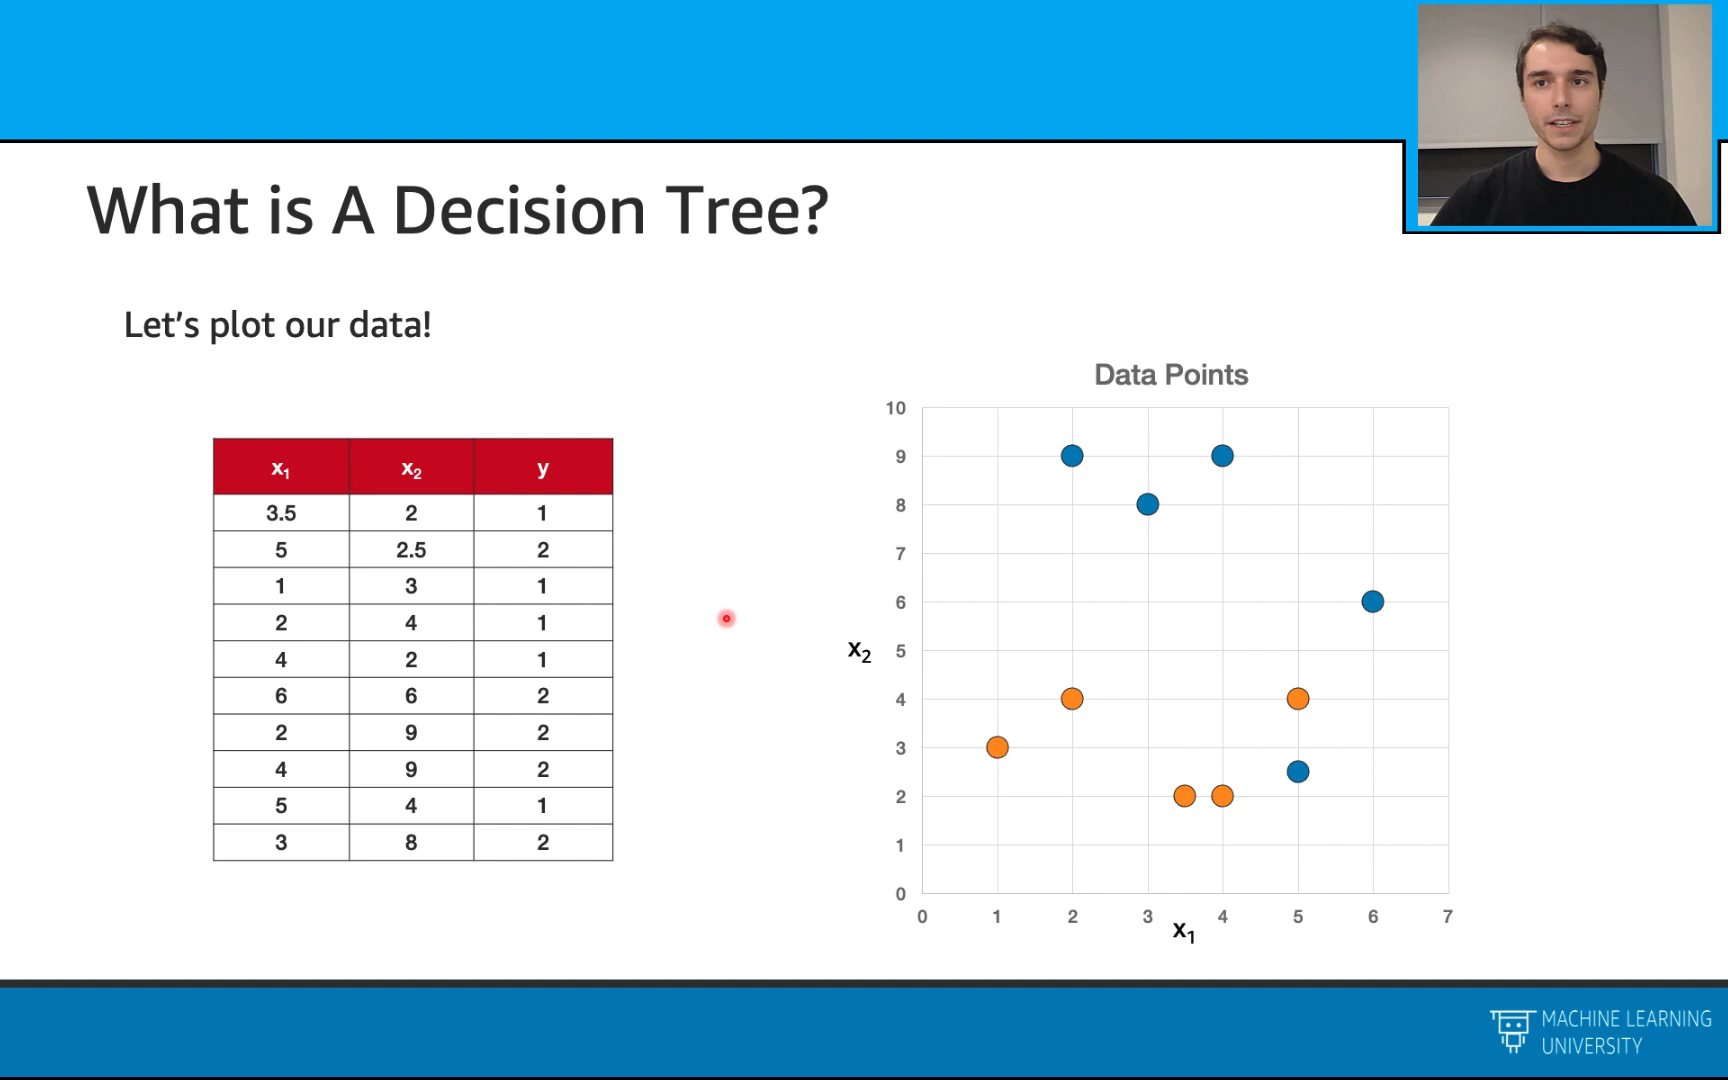 What is A Decision Tree?
Let's plot our data!
x₁ x₂ y
3.5 2 1
5 2.5 2
1 3 1
2 4 1
4 2 1
6 6 2
2 9 2
4 9 2
5 4 1
3 8 2
Data Points
10
9
8
7
6
x₂ 5
4
3
2
1
0
0 1 2 3 4 5 6 7
x₁
MACHINE LEARNING
UNIVERSITY